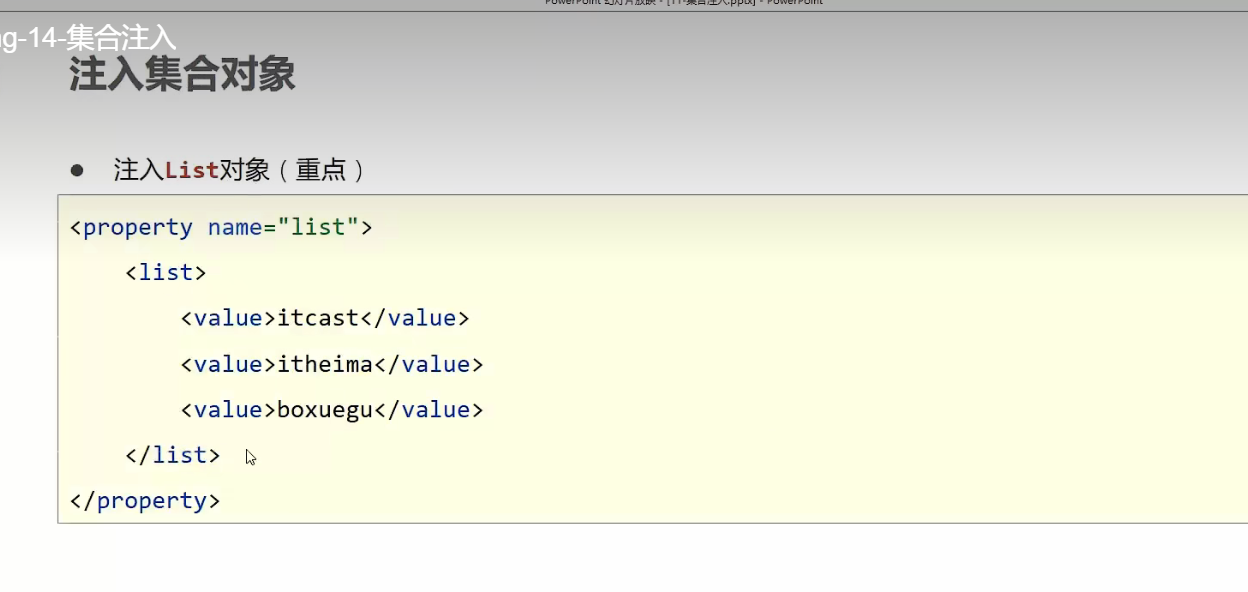 PowerPoint 幻灯片放映 - [11-集合注入.pptx] - PowerPoint
ng-14-集合注入
注入集合对象
● 注入List对象（重点）
<property name="list">
<list>
<value>itcast</value>
<value>itheima</value>
<value>boxuegu</value>
</list>
</property>